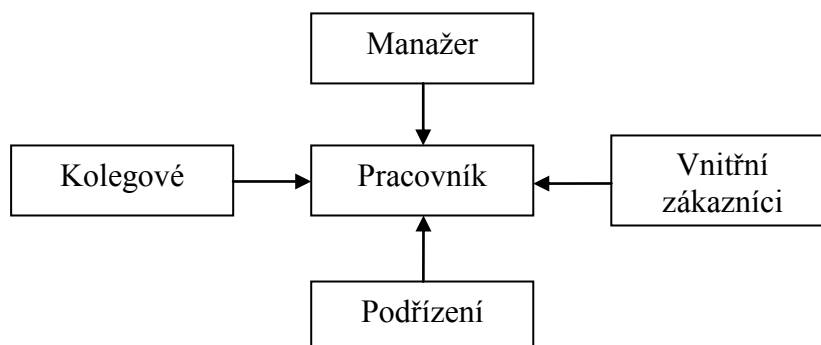 Manažer
Kolegové
Pracovník
Vnitřní
zákazníci
Podřízení